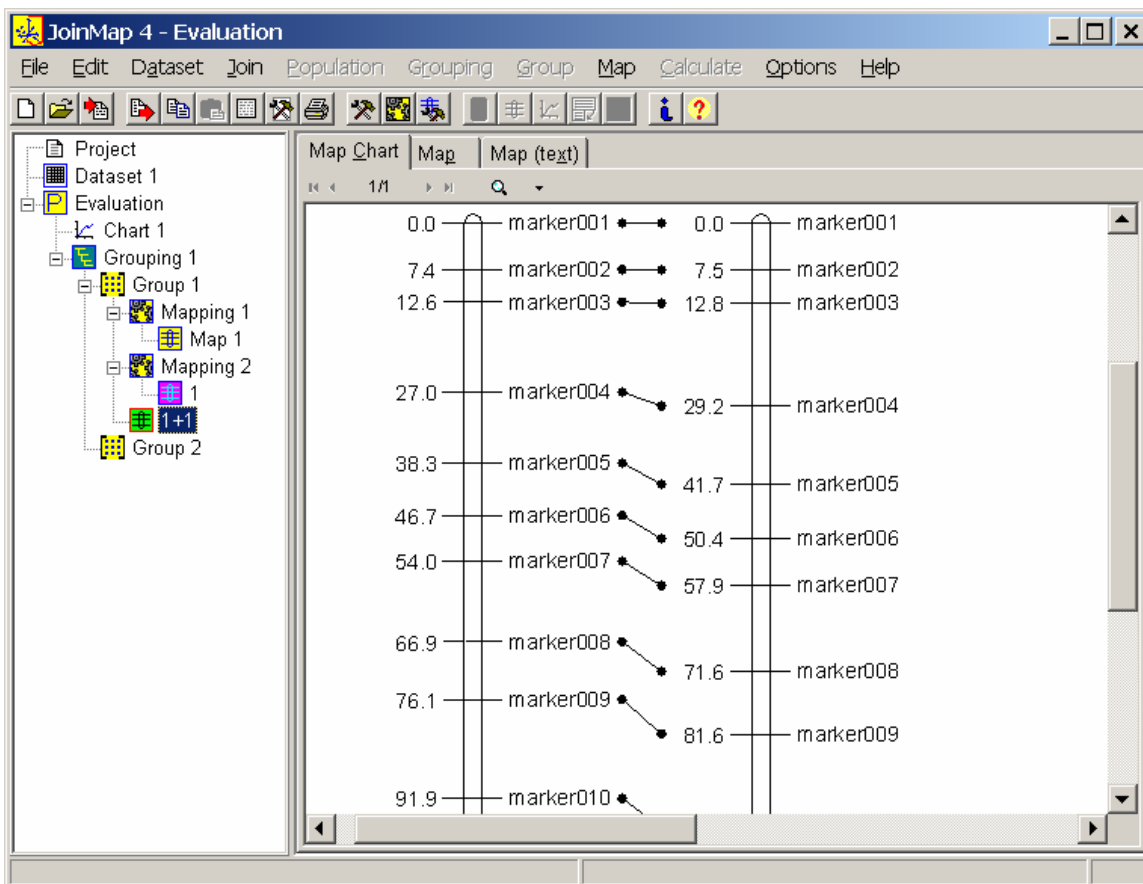 JoinMap 4 - Evaluation
File Edit Dataset Join Population Grouping Group Map Calculate Options Help
Project
Dataset 1
Evaluation
Chart 1
Grouping 1
Group 1
Mapping 1
Map 1
Mapping 2
1
1+1
Group 2
Map Chart Map Map (text)
1/1
0.0 marker001 0.0 marker001
7.4 marker002 7.5 marker002
12.6 marker003 12.8 marker003
27.0 marker004 29.2 marker004
38.3 marker005 41.7 marker005
46.7 marker006 50.4 marker006
54.0 marker007 57.9 marker007
66.9 marker008 71.6 marker008
76.1 marker009 81.6 marker009
91.9 marker010